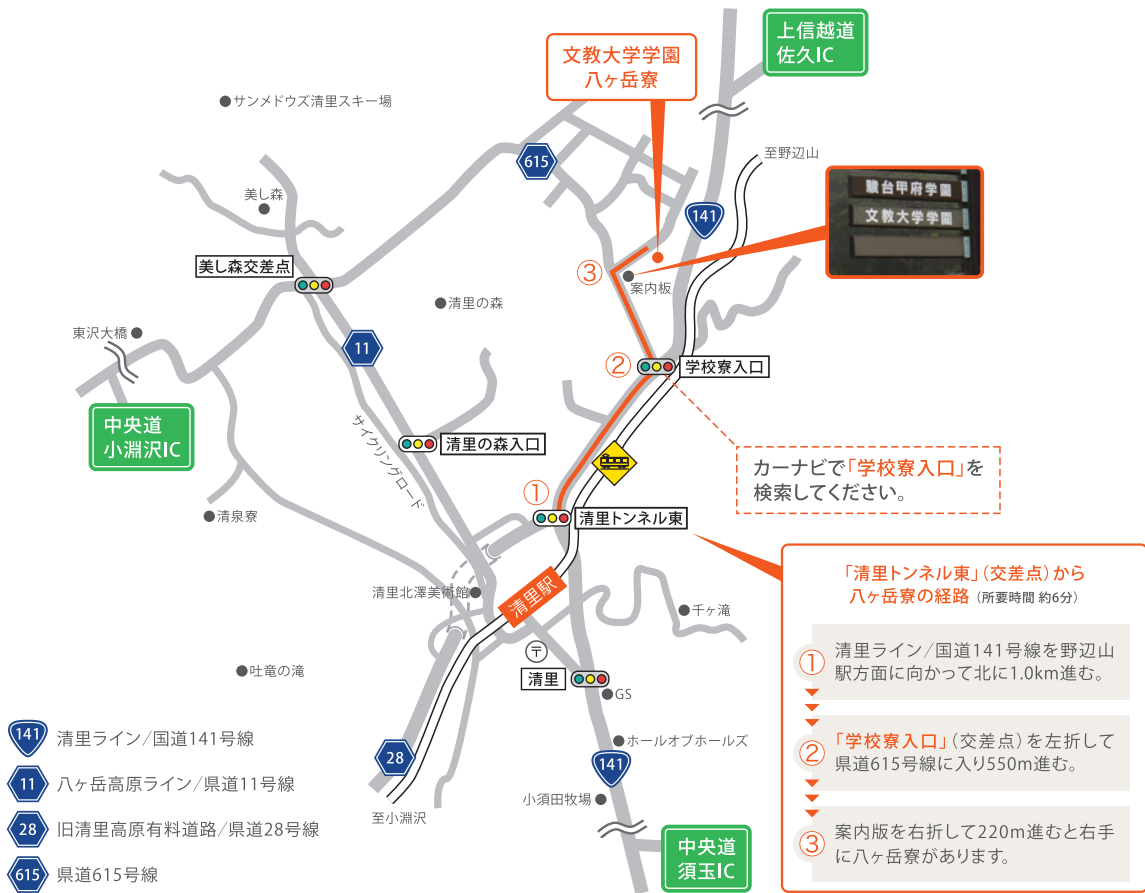 上信越道
佐久IC
文教大学学園
八ヶ岳寮
サンメドウズ清里スキー場
615
至野辺山
駿台甲府学園
文教大学学園
美し森
141
美し森交差点
③
案内板
清里の森
東沢大橋
11
②
学校寮入口
中央道
小淵沢IC
サイクリングロード
清里の森入口
カーナビで「学校寮入口」を
検索してください。
①
清里トンネル東
清泉寮
清里北澤美術館
清里駅
千ヶ滝
〒
清里
吐竜の滝
GS
ホールオブホールズ
28
141
小須田牧場
至小淵沢
中央道
須玉IC
「清里トンネル東」(交差点)から
八ヶ岳寮の経路 (所要時間 約6分)
① 清里ライン/国道141号線を野辺山
駅方面に向かって北に1.0km進む。
② 「学校寮入口」(交差点)を左折して
県道615号線に入り550m進む。
③ 案内版を右折して220m進むと右手
に八ヶ岳寮があります。
141 清里ライン/国道141号線
11 八ヶ岳高原ライン/県道11号線
28 旧清里高原有料道路/県道28号線
615 県道615号線